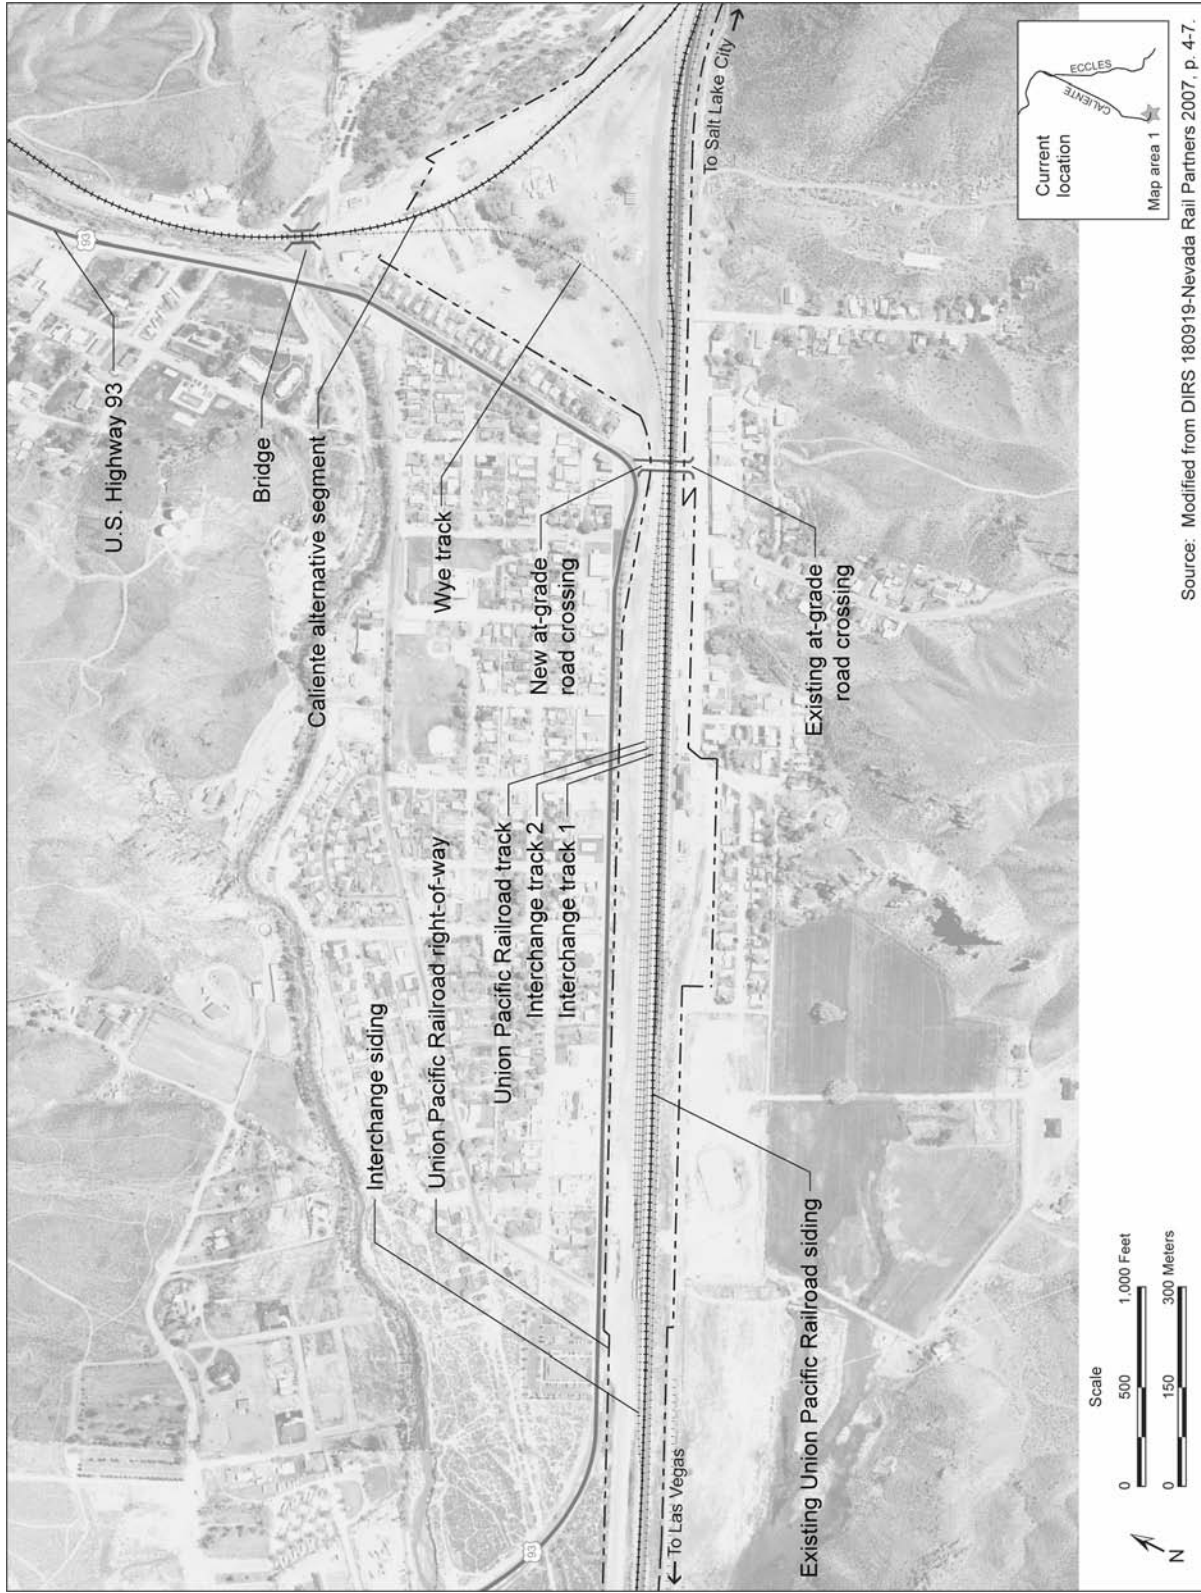 U.S. Highway 93
93
Bridge
Caliente alternative segment
Wye track
New at-grade
road crossing
To Salt Lake City
Interchange siding
Union Pacific Railroad right-of-way
Union Pacific Railroad track
Interchange track 2
Interchange track 1
Existing at-grade
road crossing
93
To Las Vegas
Existing Union Pacific Railroad siding
N
Scale
0 500 1,000 Feet
0 150 300 Meters
Current
location
CALIENTE
ECCLES
Map area 1
Source: Modified from DIRS 180919-Nevada Rail Partners 2007, p. 4-7.